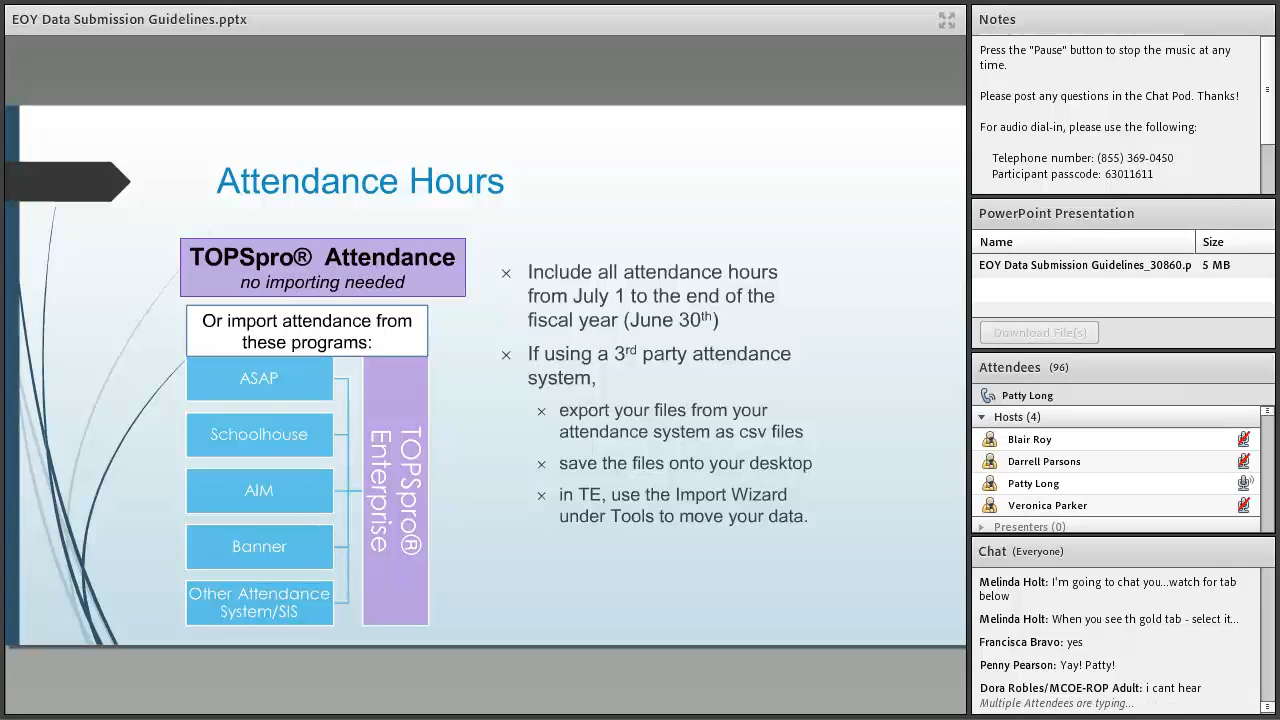 EOY Data Submission Guidelines.pptx
Attendance Hours
TOPSpro® Attendance
no importing needed
Or import attendance from
these programs:
ASAP
Schoolhouse
AIM
Banner
Other Attendance
System/SIS
TOPSpro®
Enterprise
× Include all attendance hours
from July 1 to the end of the
fiscal year (June 30th)
× If using a 3rd party attendance
system,
× export your files from your
attendance system as csv files
× save the files onto your desktop
× in TE, use the Import Wizard
under Tools to move your data.
Notes
Press the "Pause" button to stop the music at any
time.
Please post any questions in the Chat Pod. Thanks!
For audio dial-in, please use the following:
Telephone number: (855) 369-0450
Participant passcode: 63011611
PowerPoint Presentation
Name Size
EOY Data Submission Guidelines_30860.p 5 MB
Download File(s)
Attendees (96)
Patty Long
Hosts (4)
Blair Roy
Darrell Parsons
Patty Long
Veronica Parker
Presenters (0)
Chat (Everyone)
Melinda Holt: I'm going to chat you...watch for tab
below
Melinda Holt: When you see th gold tab - select it...
Francisca Bravo: yes
Penny Pearson: Yay! Patty!
Dora Robles/MCOE-ROP Adult: i cant hear
Multiple Attendees are typing...